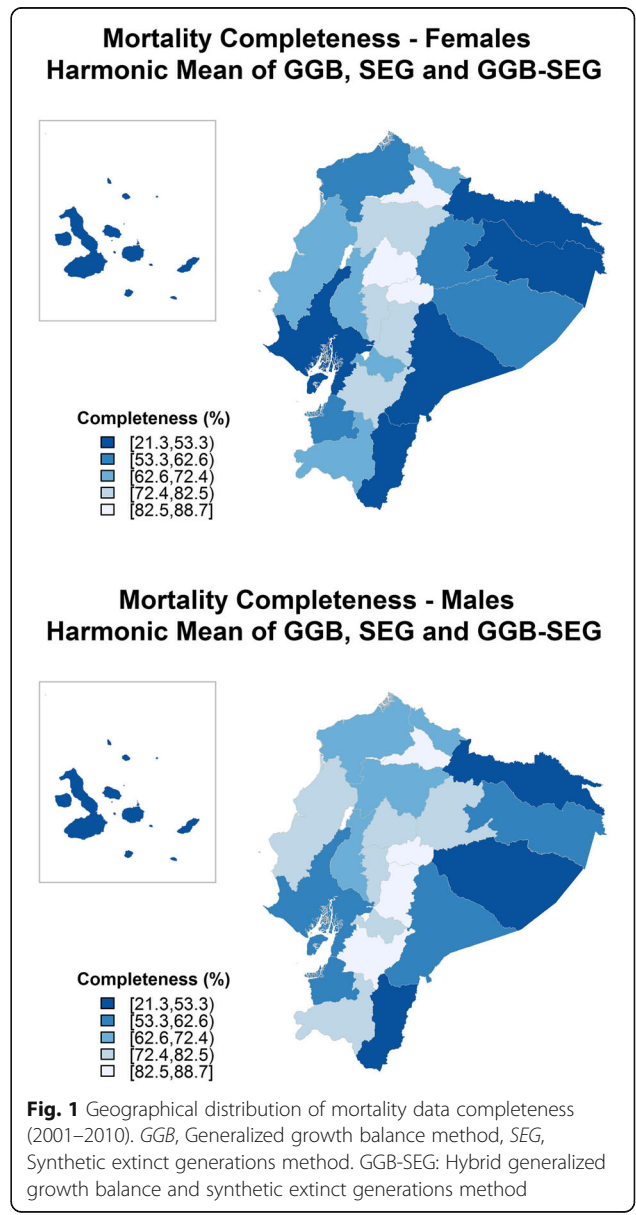 Mortality Completeness - Females
Harmonic Mean of GGB, SEG and GGB-SEG
Completeness (%)
[21.3,53.3)
[53.3,62.6)
[62.6,72.4)
[72.4,82.5)
[82.5,88.7]
Mortality Completeness - Males
Harmonic Mean of GGB, SEG and GGB-SEG
Completeness (%)
[21.3,53.3)
[53.3,62.6)
[62.6,72.4)
[72.4,82.5)
[82.5,88.7]
Fig. 1 Geographical distribution of mortality data completeness
(2001–2010). GGB, Generalized growth balance method, SEG,
Synthetic extinct generations method. GGB-SEG: Hybrid generalized
growth balance and synthetic extinct generations method